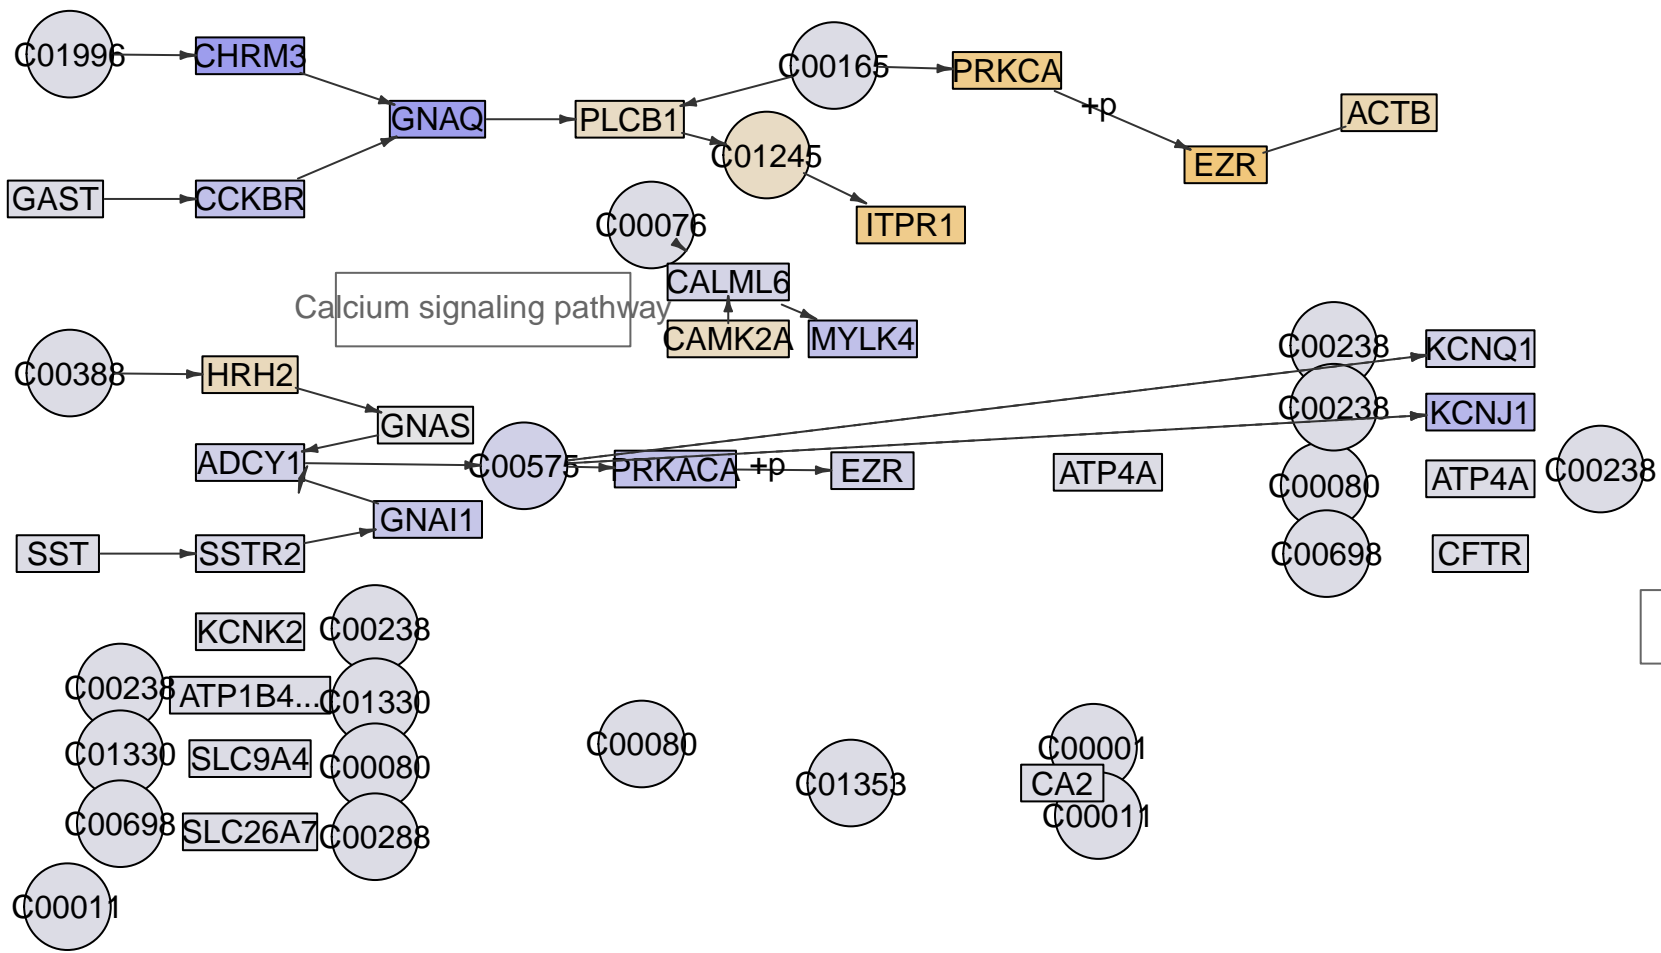 C01996
CHRM3
C00165
PRKCA
+p
ACTB
GNAQ
PLCB1
C01245
EZR
GAST
CCKBR
C00076
ITPR1
CALML6
Calcium signaling pathway
CAMK2A
MYLK4
C00238
KCNQ1
C00388
HRH2
C00238
KCNJ1
GNAS
ADCY1
C00575
PRKACA
+p
EZR
ATP4A
C00080
ATP4A
C00238
GNAI1
SST
SSTR2
C00698
CFTR
KCNK2
C00238
C00238
ATP1B4...
C01330
C01330
SLC9A4
C00080
C00080
C01353
C00001
CA2
C00011
C00698
SLC26A7
C00288
C00011